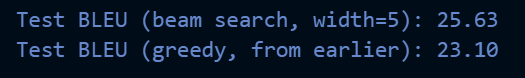 Test BLEU (beam search, width=5): 25.63
Test BLEU (greedy, from earlier): 23.10